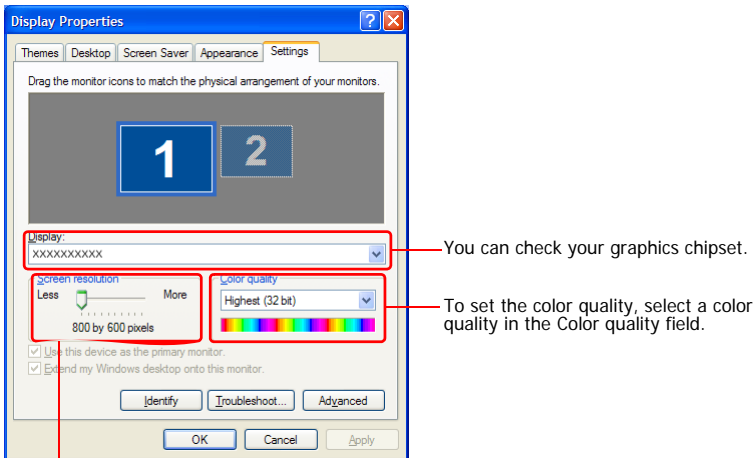 Display Properties
Themes Desktop Screen Saver Appearance Settings
Drag the monitor icons to match the physical arrangement of your monitors.
1 2
Display:
XXXXXXXXXX
You can check your graphics chipset.
Screen resolution
Less More
800 by 600 pixels
Color quality
Highest (32 bit)
To set the color quality, select a color
quality in the Color quality field.
Use this device as the primary monitor.
Extend my Windows desktop onto this monitor.
Identify Troubleshoot... Advanced
OK Cancel Apply